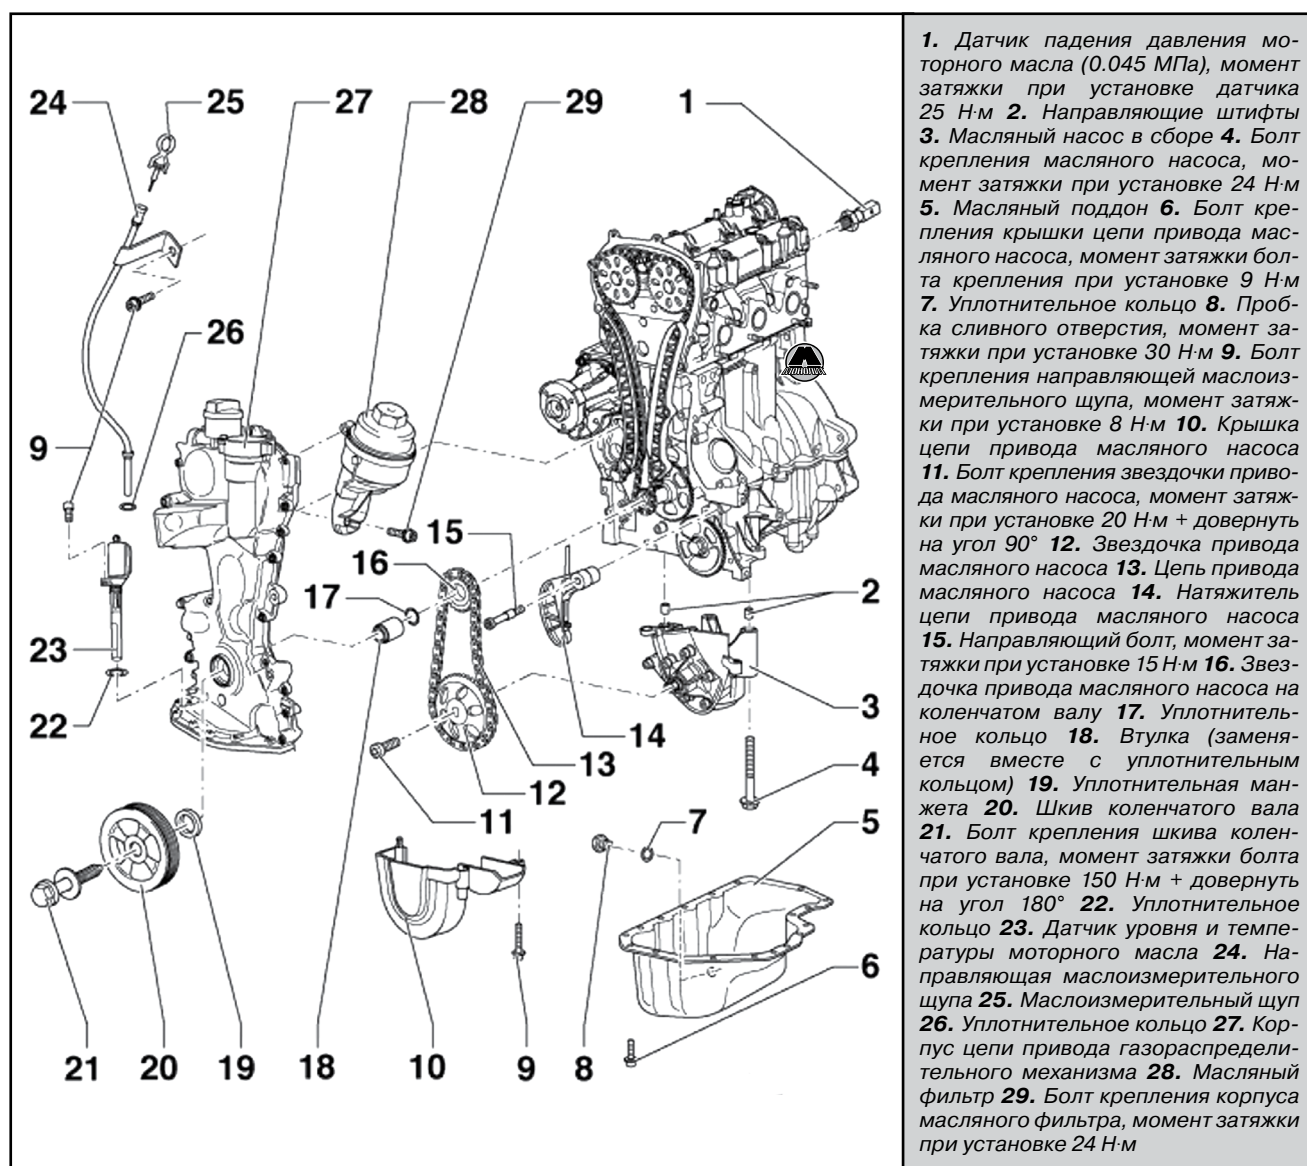 24
25
27
28
29
1
26
9
15
16
17
2
23
22
3
14
13
4
12
11
7
5
6
21
20
19
18
10
9
8
1. Датчик падения давления мо-
торного масла (0.045 МПа), момент
затяжки при установке датчика
25 Н·м 2. Направляющие штифты
3. Масляный насос в сборе 4. Болт
крепления масляного насоса, мо-
мент затяжки при установке 24 Н·м
5. Масляный поддон 6. Болт кре-
пления крышки цепи привода мас-
ляного насоса, момент затяжки бол-
та крепления при установке 9 Н·м
7. Уплотнительное кольцо 8. Проб-
ка сливного отверстия, момент за-
тяжки при установке 30 Н·м 9. Болт
крепления направляющей маслоиз-
мерительного щупа, момент затяж-
ки при установке 8 Н·м 10. Крышка
цепи привода масляного насоса
11. Болт крепления звездочки приво-
да масляного насоса, момент затяж-
ки при установке 20 Н·м + довернуть
на угол 90° 12. Звездочка привода
масляного насоса 13. Цепь привода
масляного насоса 14. Натяжитель
цепи привода масляного насоса
15. Направляющий болт, момент за-
тяжки при установке 15 Н·м 16. Звез-
дочка привода масляного насоса на
коленчатом валу 17. Уплотнитель-
ное кольцо 18. Втулка (заменя-
ется вместе с уплотнительным
кольцом) 19. Уплотнительная ман-
жета 20. Шкив коленчатого вала
21. Болт крепления шкива колен-
чатого вала, момент затяжки болта
при установке 150 Н·м + довернуть
на угол 180° 22. Уплотнительное
кольцо 23. Датчик уровня и темпе-
ратуры моторного масла 24. На-
правляющая маслоизмерительного
щупа 25. Маслоизмерительный щуп
26. Уплотнительное кольцо 27. Кор-
пус цепи привода газораспредели-
тельного механизма 28. Масляный
фильтр 29. Болт крепления корпуса
масляного фильтра, момент затяжки
при установке 24 Н·м